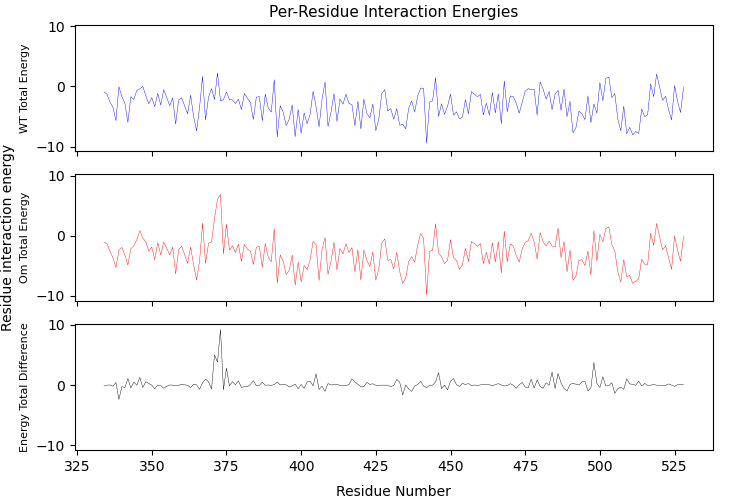 Per-Residue Interaction Energies
Residue interaction energy
WT Total Energy
10
0
−10
Om Total Energy
10
0
−10
Energy Total Difference
10
0
−10
325 350 375 400 425 450 475 500 525
Residue Number